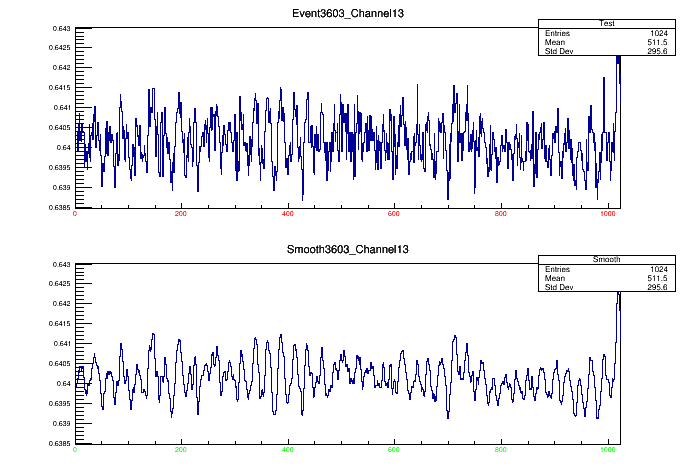 Event3603_Channel13
Test
Entries 1024
Mean 511.5
Std Dev 295.6
0.643
0.6425
0.642
0.6415
0.641
0.6405
0.64
0.6395
0.639
0.6385
0 200 400 600 800 1000
Smooth3603_Channel13
Smooth
Entries 1024
Mean 511.5
Std Dev 295.6
0.643
0.6425
0.642
0.6415
0.641
0.6405
0.64
0.6395
0.639
0.6385
0 200 400 600 800 1000